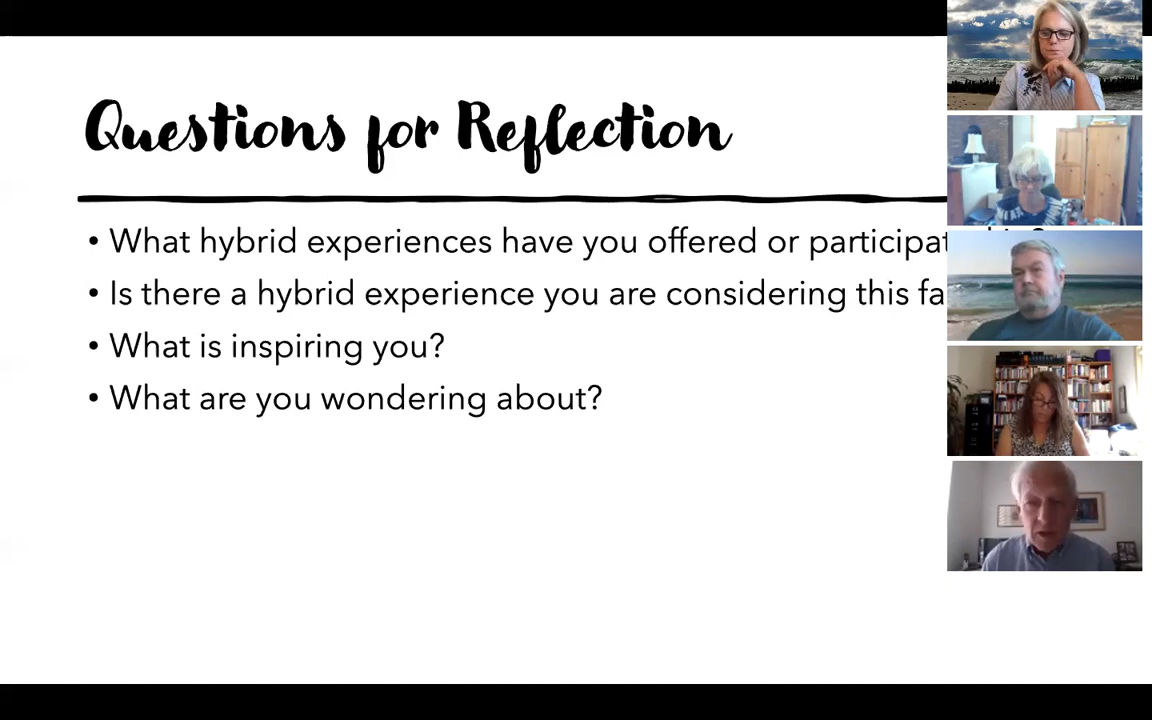 Questions for Reflection
• What hybrid experiences have you offered or participat
• Is there a hybrid experience you are considering this fa
• What is inspiring you?
• What are you wondering about?